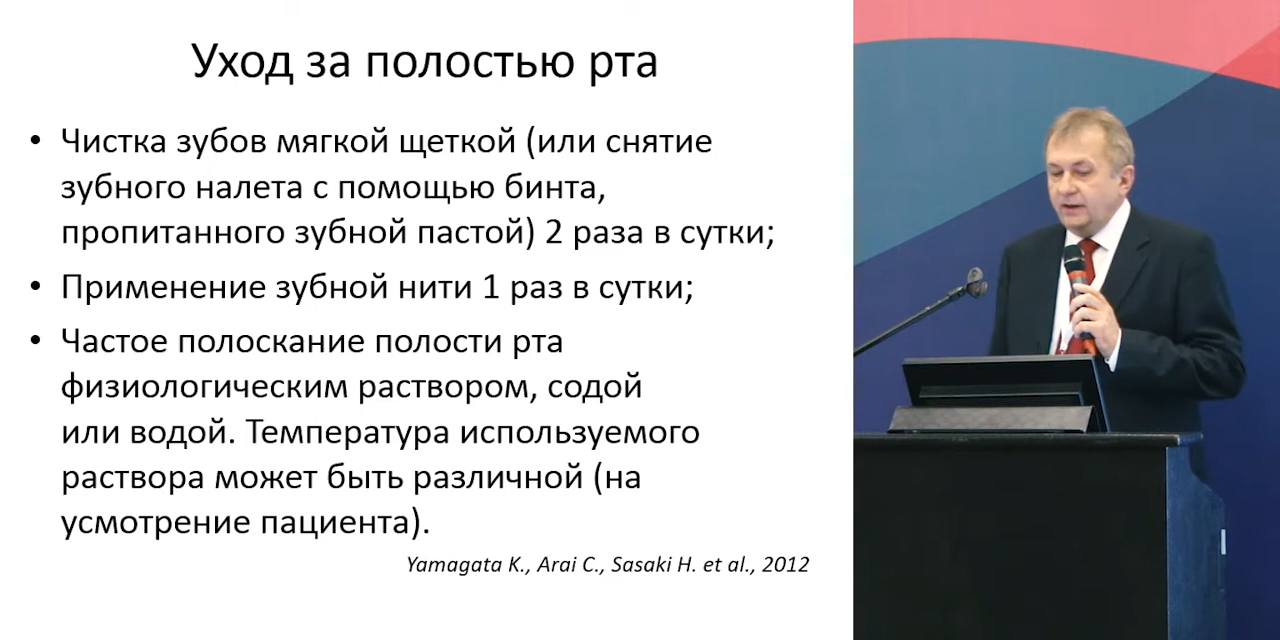 Уход за полостью рта
• Чистка зубов мягкой щеткой (или снятие
зубного налета с помощью бинта,
пропитанного зубной пастой) 2 раза в сутки;
• Применение зубной нити 1 раз в сутки;
• Частое полоскание полости рта
физиологическим раствором, содой
или водой. Температура используемого
раствора может быть различной (на
усмотрение пациента).
Yamagata K., Arai C., Sasaki H. et al., 2012